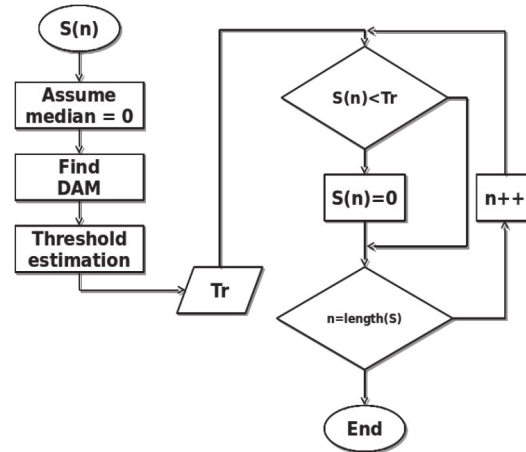 S(n)
Assume
median = 0
Find
DAM
Threshold
estimation
Tr
S(n)<Tr
S(n)=0
n++
n=length(S)
End